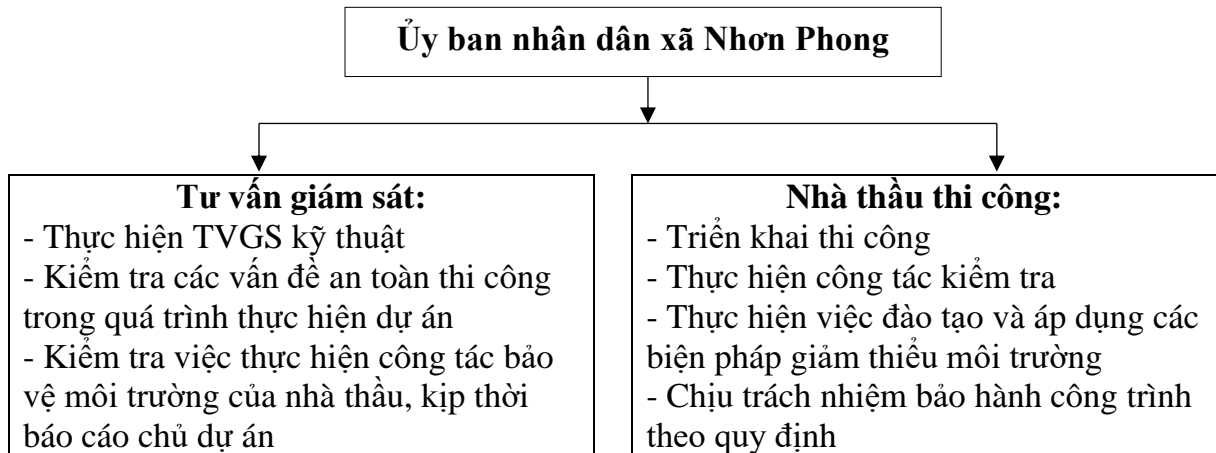 Ủy ban nhân dân xã Nhơn Phong
Tư vấn giám sát:
- Thực hiện TVGS kỹ thuật
- Kiểm tra các vấn đề an toàn thi công
trong quá trình thực hiện dự án
- Kiểm tra việc thực hiện công tác bảo
vệ môi trường của nhà thầu, kịp thời
báo cáo chủ dự án
Nhà thầu thi công:
- Triển khai thi công
- Thực hiện công tác kiểm tra
- Thực hiện việc đào tạo và áp dụng các
biện pháp giảm thiểu môi trường
- Chịu trách nhiệm bảo hành công trình
theo quy định